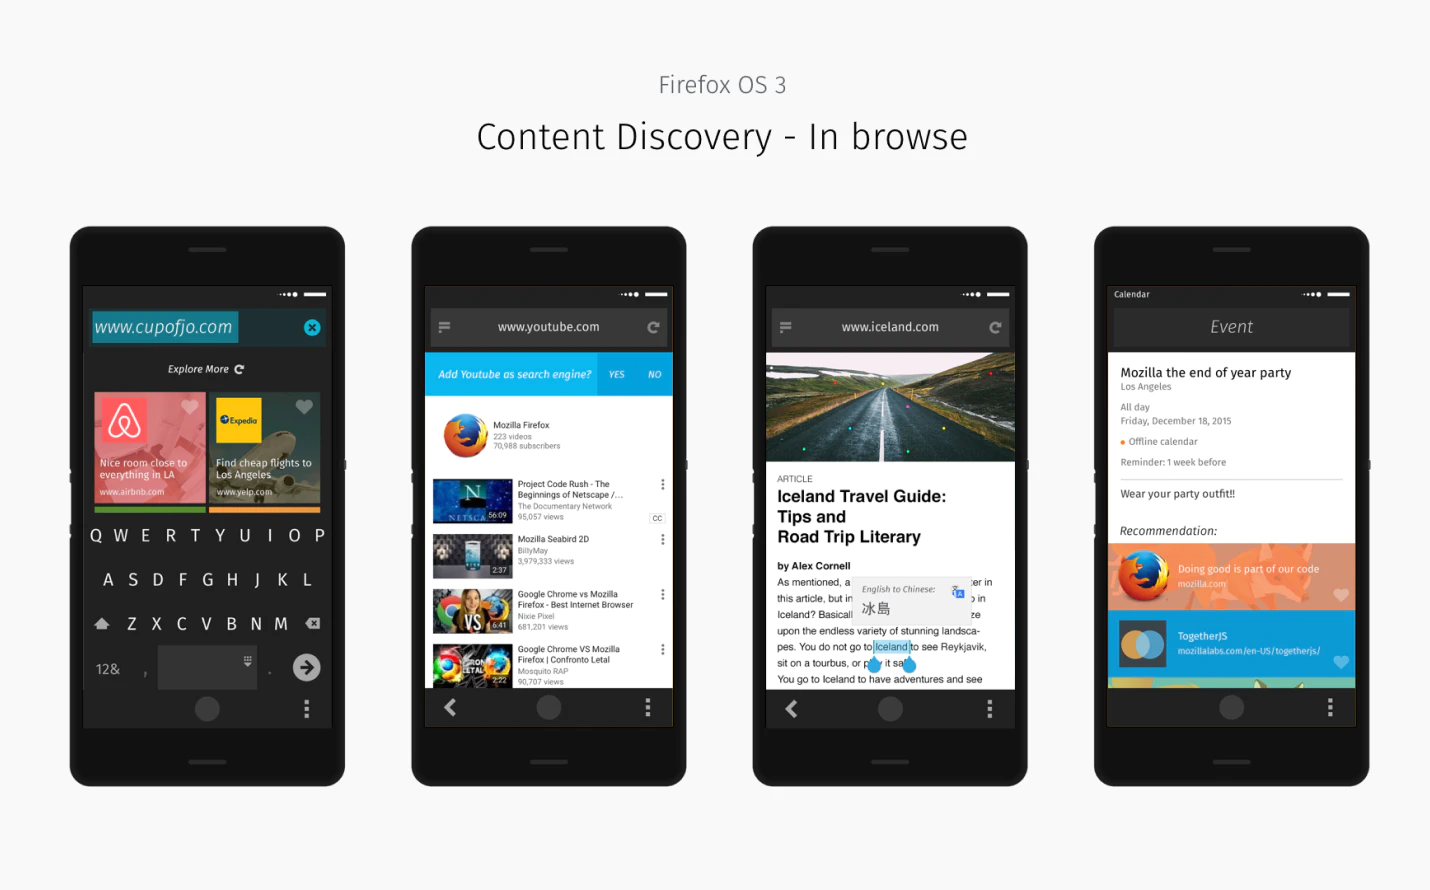 Firefox OS 3
Content Discovery - In browse
www.cupofjo.com
Explore More
Expedia
Nice room close to
everything in LA
www.airbnb.com
Find cheap flights to
Los Angeles
www.yelp.com
Q W E R T Y U I O P
A S D F G H J K L
Z X C V B N M
12& , .
www.youtube.com
Add Youtube as search engine? YES NO
Mozilla Firefox
223 videos
70,988 subscribers
N
NETSCA
56:09
Project Code Rush - The
Beginnings of Netscape /...
The Documentary Network
95,057 views
CC
2:37
Mozilla Seabird 2D
BillyMay
3,979,333 views
VS
6:41
Google Chrome vs Mozilla
Firefox - Best Internet Browser
Nixie Pixel
681,201 views
LETAL
2:22
Google Chrome VS Mozilla
Firefox | Confronto Letal
Mosquito RAP
90,707 views
www.iceland.com
ARTICLE
Iceland Travel Guide:
Tips and
Road Trip Literary
by Alex Cornell
As mentioned, a ter in
this article, but in o in
Iceland? Basicall ze
upon the endless variety of stunning landsca-
pes. You do not go to Iceland to see Reykjavik,
sit on a tourbus, or play it safe.
You go to Iceland to have adventures and see
English to Chinese:
冰島
Calendar
Event
Mozilla the end of year party
Los Angeles
All day
Friday, December 18, 2015
Offline calendar
Reminder: 1 week before
Wear your party outfit!!
Recommendation:
Doing good is part of our code
mozilla.com
TogetherJS
mozillalabs.com/en-US/togetherjs/